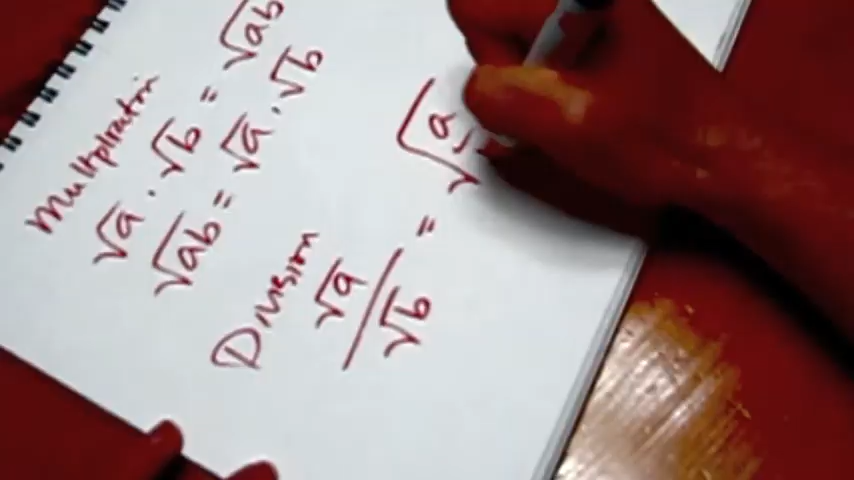 Multiplication
√a · √b = √ab
√ab = √a · √b
Division
√a/√b = √a